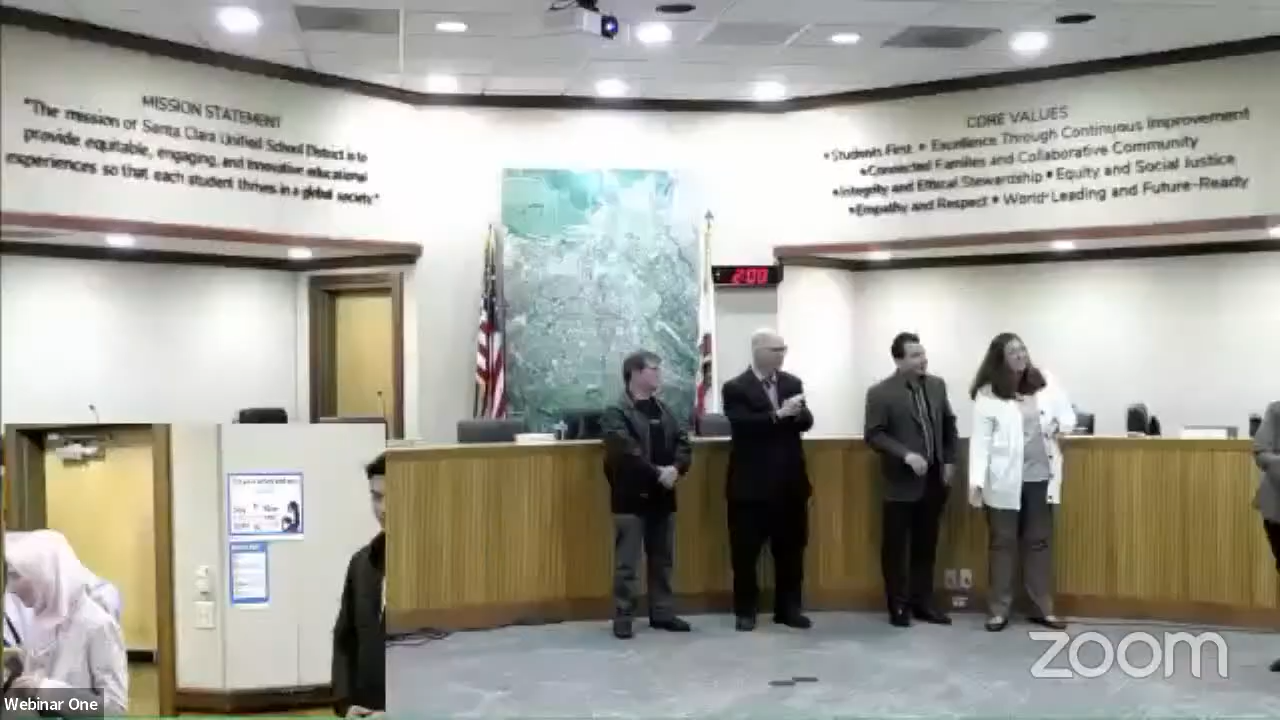 MISSION STATEMENT
"The mission of Santa Clara Unified School District is to
provide equitable, engaging, and innovative educational
experiences so that each student thrives in a global society."
CORE VALUES
•Students First • Excellence Through Continuous Improvement
•Connected Families and Collaborative Community
•Integrity and Ethical Stewardship • Equity and Social Justice
•Empathy and Respect • World-Leading and Future-Ready
2:00
zoom
Webinar One